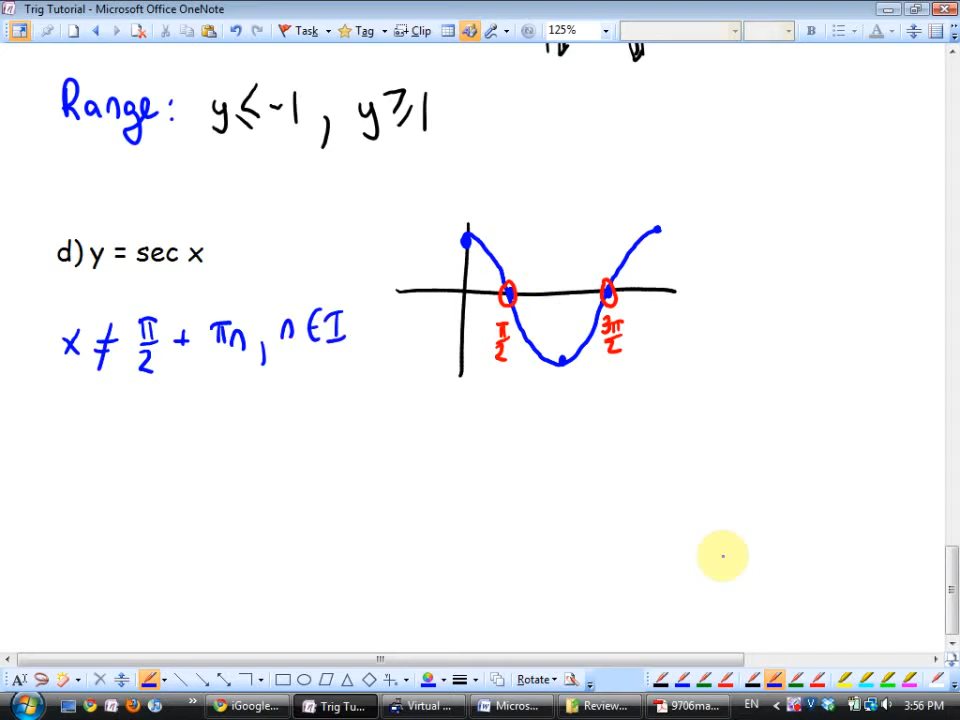 Trig Tutorial - Microsoft Office OneNote
Task Tag Clip 125% B A
Range: y ≤ -1, y ≥ 1
d) y = sec x
x ≠ π/2 + πn, n ∈ I
π/2 3π/2
A Rotate
iGoogle... Trig Tu... Virtual ... Micros... Review... 9706ma... EN 3:56 PM